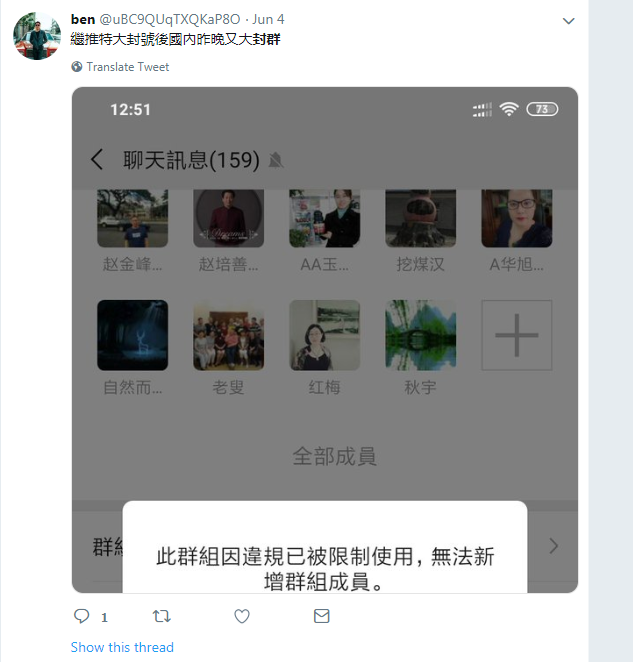 ben @uBC9QUqTXQKaP8O · Jun 4
繼推特大封號後國內昨晚又大封群
Translate Tweet
12:51
73
聊天訊息(159)
赵金峰... 赵培善... AA玉... 挖煤汉 A华旭...
自然而... 老叟 红梅 秋宇
全部成員
群
此群組因違規已被限制使用，無法新
增群組成員。
1
Show this thread